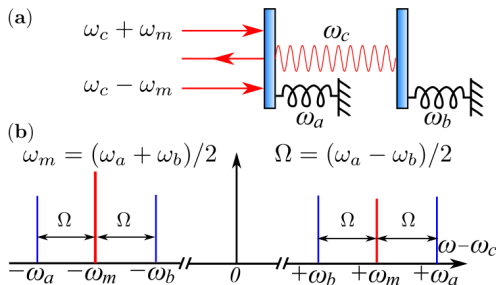 (a)
ω_c + ω_m
ω_c
ω_c − ω_m
ω_a
ω_b
(b)
ω_m = (ω_a + ω_b)/2
Ω = (ω_a − ω_b)/2
Ω Ω Ω Ω
ω−ω_c
−ω_a −ω_m −ω_b 0 +ω_b +ω_m +ω_a